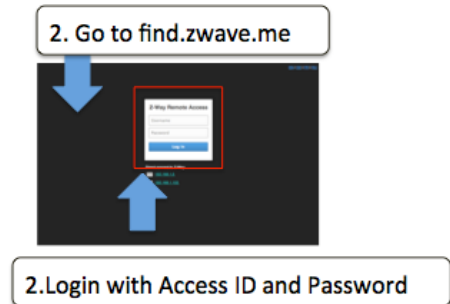 2. Go to find.zwave.me
Z-Way Remote Access
Username
Password
Log in
2.Login with Access ID and Password